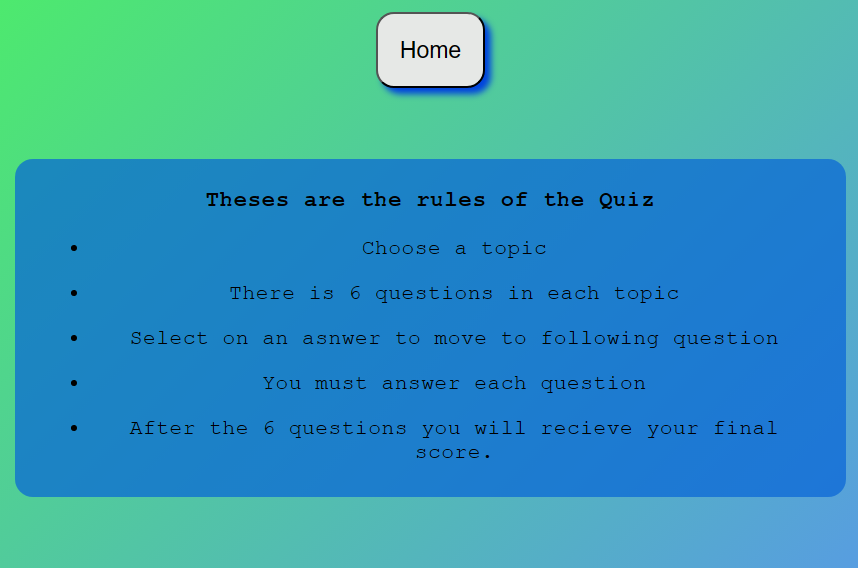 Home
Theses are the rules of the Quiz
Choose a topic
There is 6 questions in each topic
Select on an asnwer to move to following question
You must answer each question
After the 6 questions you will recieve your final
score.